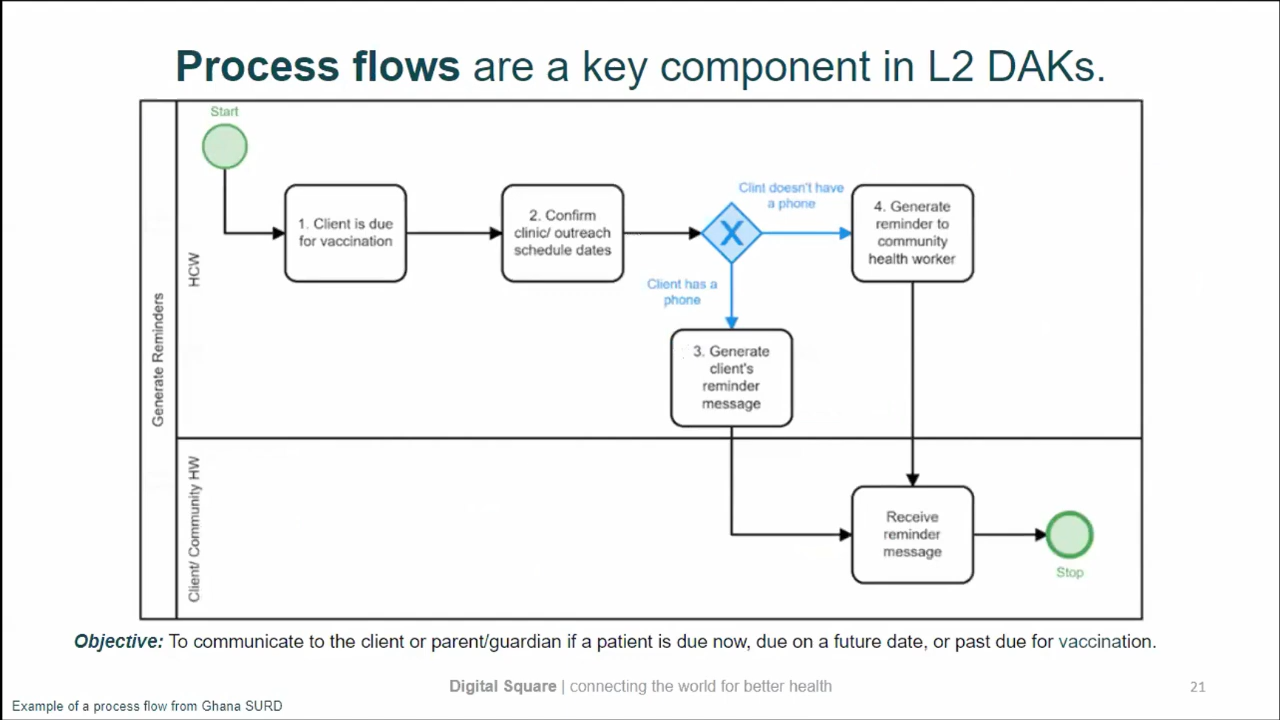 Process flows are a key component in L2 DAKs.
Start
Generate Reminders
HCW
1. Client is due
for vaccination
2. Confirm
clinic/ outreach
schedule dates
X
Clint doesn't have
a phone
4. Generate
reminder to
community
health worker
Client has a
phone
3. Generate
client's
reminder
message
Client/ Community HW
Receive
reminder
message
Stop
Objective: To communicate to the client or parent/guardian if a patient is due now, due on a future date, or past due for vaccination.
Digital Square | connecting the world for better health
21
Example of a process flow from Ghana SURD